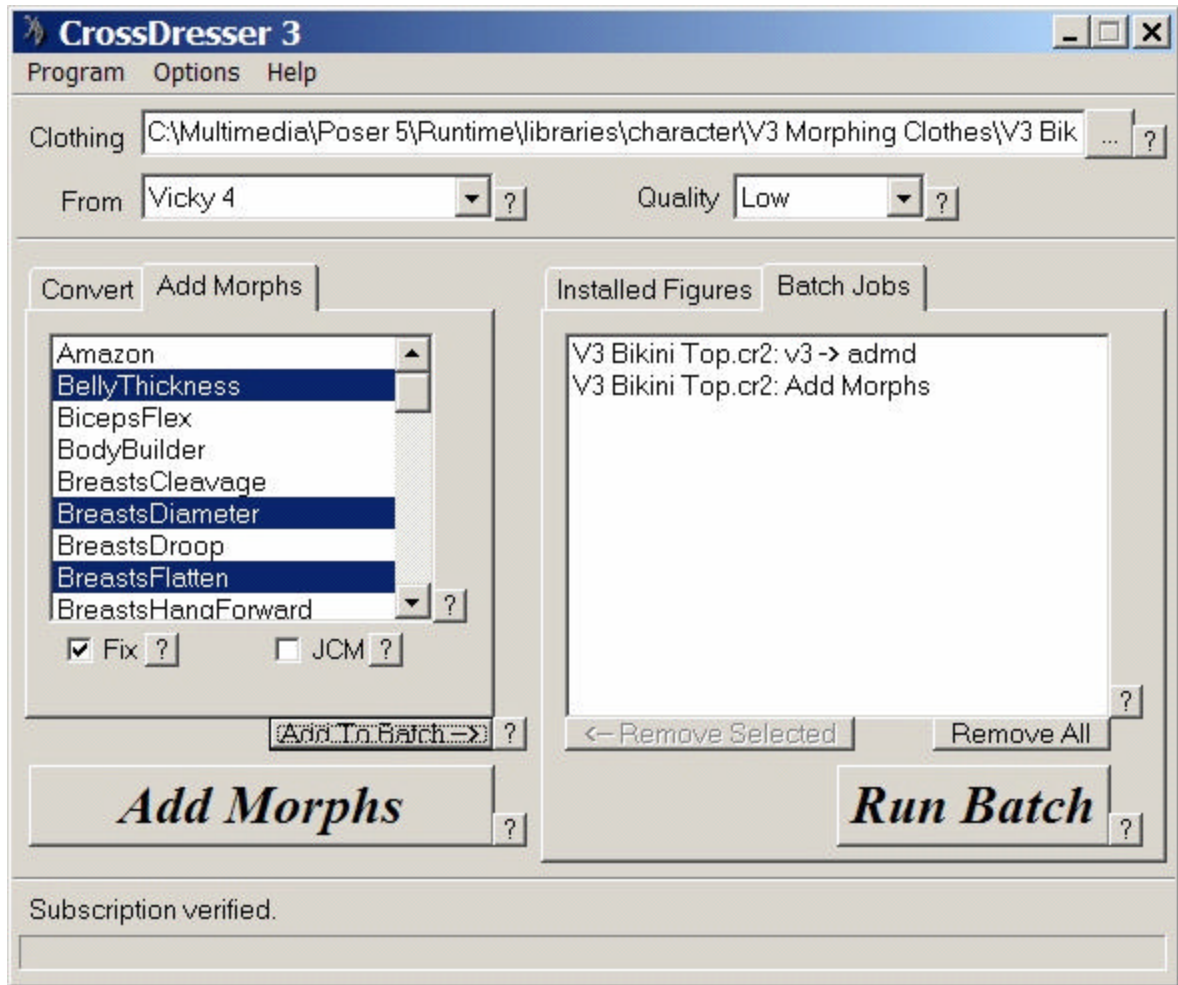 CrossDresser 3
Program Options Help
Clothing C:\Multimedia\Poser 5\Runtime\libraries\character\V3 Morphing Clothes\V3 Bik ... ?
From Vicky 4 ? Quality Low ?
Convert Add Morphs Installed Figures Batch Jobs
Amazon
BellyThickness
BicepsFlex
BodyBuilder
BreastsCleavage
BreastsDiameter
BreastsDroop
BreastsFlatten
BreastsHangForward ?
Fix ? JCM ?
Add To Batch --> ?
Add Morphs ?
V3 Bikini Top.cr2: v3 -> admd
V3 Bikini Top.cr2: Add Morphs
?
<-- Remove Selected Remove All
Run Batch ?
Subscription verified.